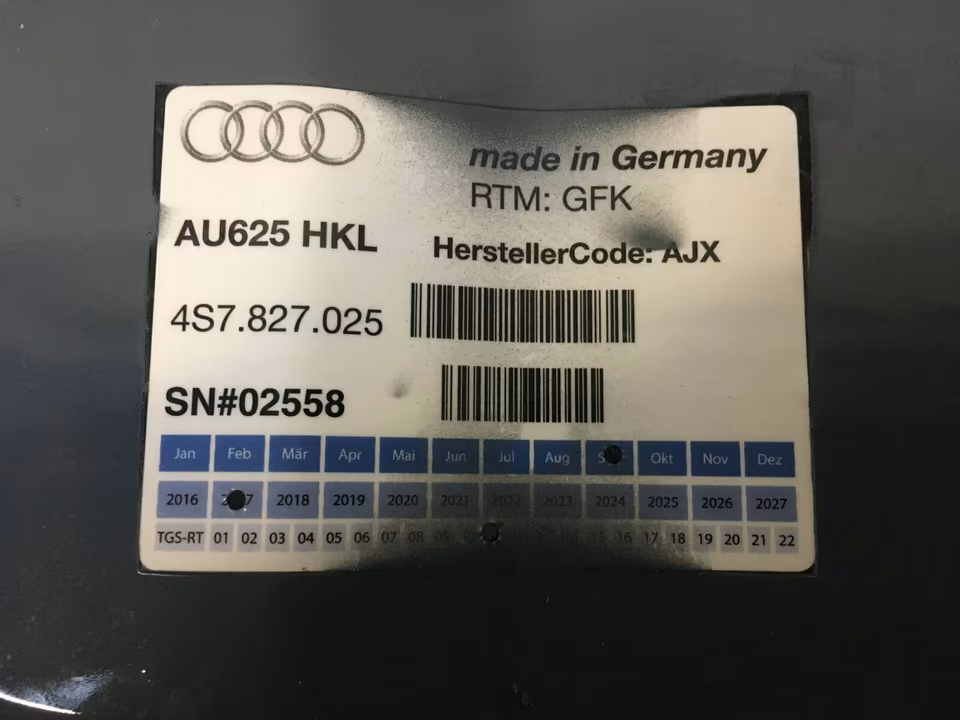 made in Germany
RTM: GFK
AU625 HKL
HerstellerCode: AJX
4S7.827.025
SN#02558
Jan Feb Mär Apr Mai Jun Jul Aug Okt Nov Dez
2016 2018 2019 2020 2021 2022 2023 2024 2025 2026 2027
TGS-RT 01 02 03 04 05 06 07 08 09 16 17 18 19 20 21 22